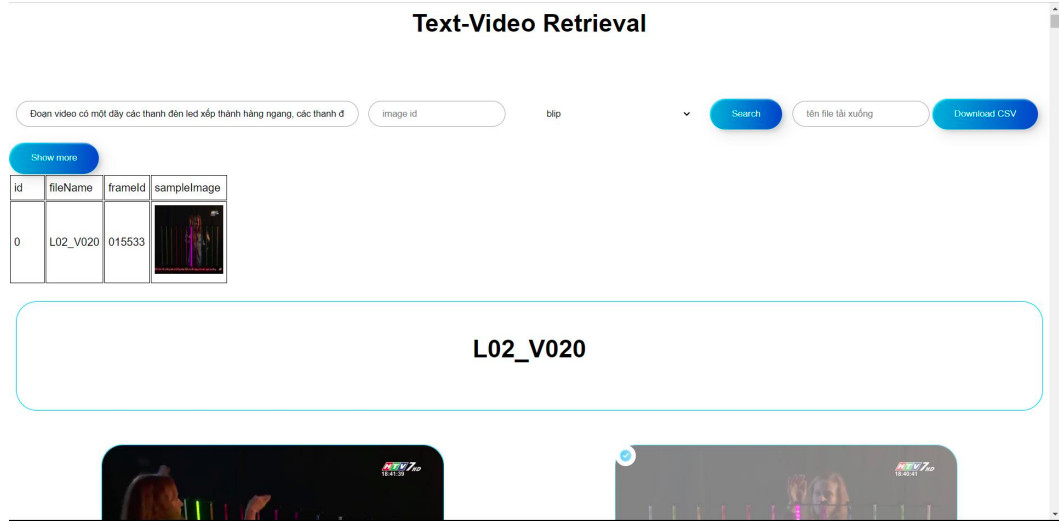 Text-Video Retrieval
Đoạn video có một dãy các thanh đèn led xếp thành hàng ngang, các thanh đ
image id
blip
Search
tên file tải xuống
Download CSV
Show more
id fileName frameId sampleImage
0 L02_V020 015533
L02_V020
HTV7 HD
18:41:39
HTV7 HD
18:40:41